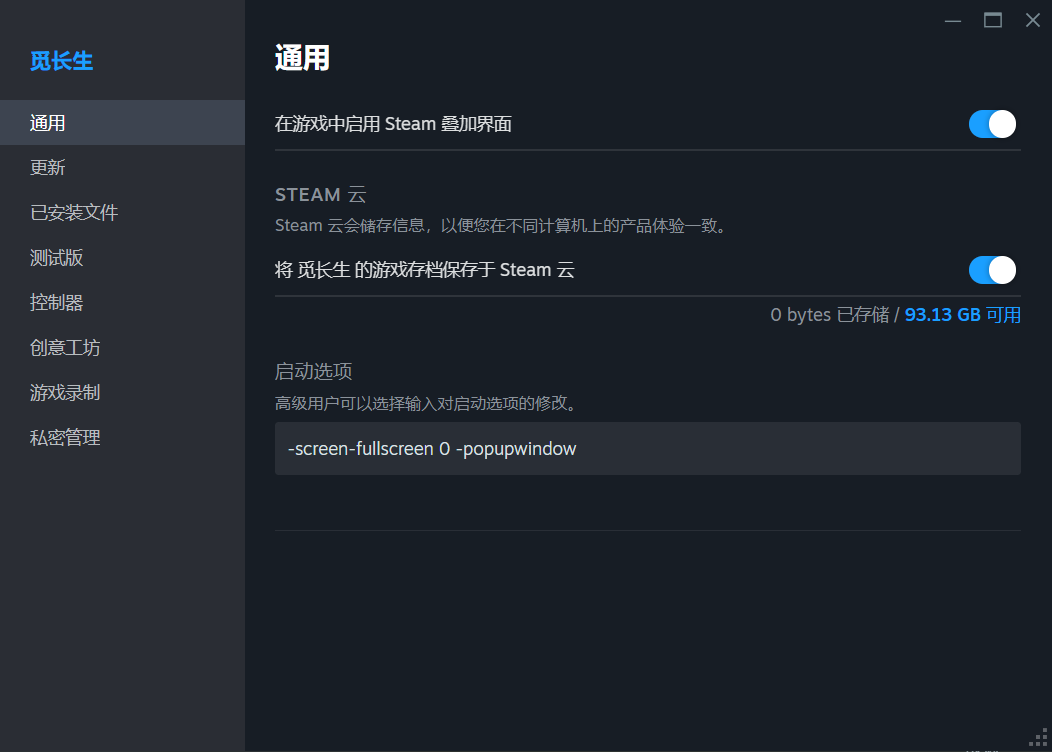 觅长生
通用
更新
已安装文件
测试版
控制器
创意工坊
游戏录制
私密管理
通用
在游戏中启用 Steam 叠加界面
STEAM 云
Steam 云会储存信息，以便您在不同计算机上的产品体验一致。
将 觅长生 的游戏存档保存于 Steam 云
0 bytes 已存储 / 93.13 GB 可用
启动选项
高级用户可以选择输入对启动选项的修改。
-screen-fullscreen 0 -popupwindow